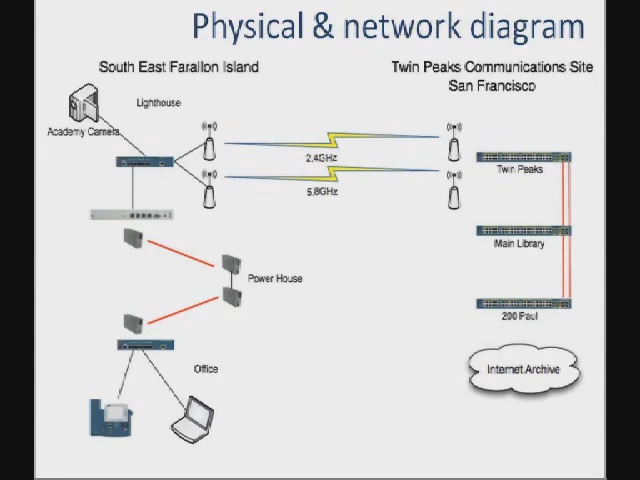 Physical & network diagram
South East Farallon Island
Twin Peaks Communications Site
San Francisco
Lighthouse
Academy Camera
2.4GHz
5.8GHz
Twin Peaks
Main Library
Power House
200 Paul
Office
Internet Archive